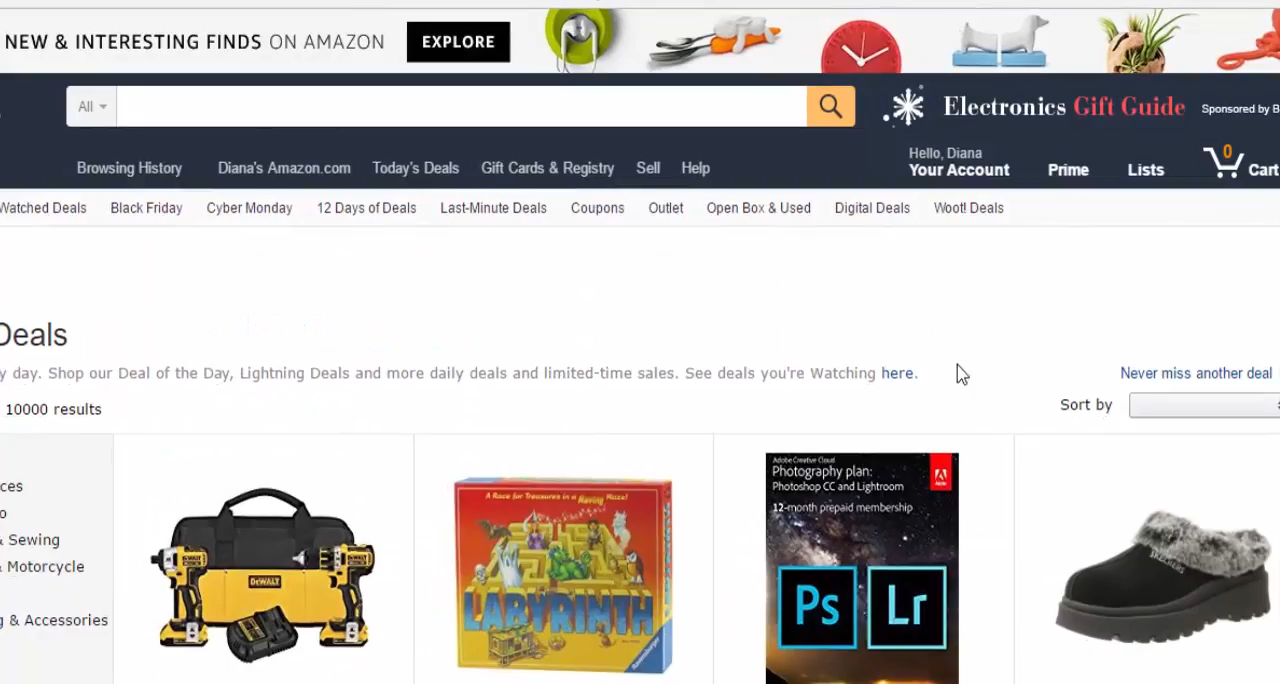 NEW & INTERESTING FINDS ON AMAZON EXPLORE
All
Electronics Gift Guide Sponsored by B
Hello, Diana
0
Browsing History Diana's Amazon.com Today's Deals Gift Cards & Registry Sell Help Your Account Prime Lists Cart
Watched Deals Black Friday Cyber Monday 12 Days of Deals Last-Minute Deals Coupons Outlet Open Box & Used Digital Deals Woot! Deals
Deals
y day. Shop our Deal of the Day, Lightning Deals and more daily deals and limited-time sales. See deals you're Watching here. Never miss another deal
Sort by
10000 results
ces
o
& Sewing
& Motorcycle
g & Accessories
DEWALT
A Race for Treasures in a Moving Maze!
LABYRINTH
Ravensburger
Adobe Creative Cloud
Photography plan:
Photoshop CC and Lightroom
12-month prepaid membership
Ps Lr
SKECHERS